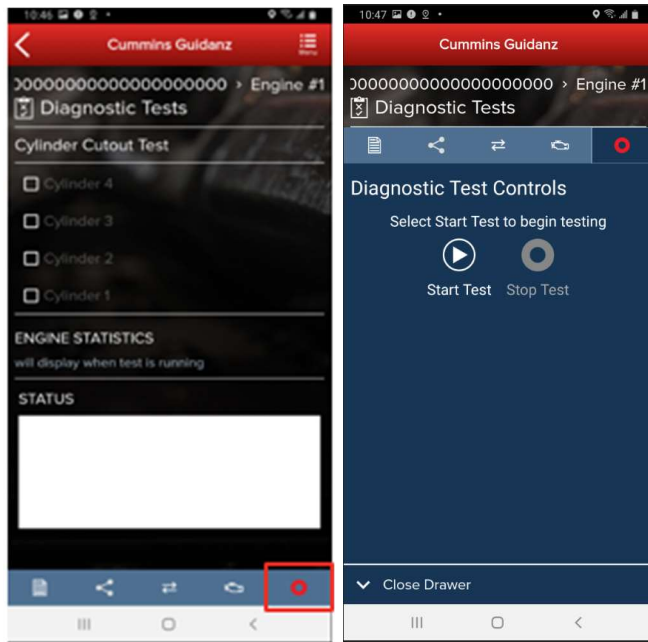 10:46
Cummins Guidanz
Menu
00000000000000000000 > Engine #1
Diagnostic Tests
Cylinder Cutout Test
Cylinder 4
Cylinder 3
Cylinder 2
Cylinder 1
ENGINE STATISTICS
will display when test is running
STATUS
10:47
Cummins Guidanz
00000000000000000000 > Engine #1
Diagnostic Tests
Diagnostic Test Controls
Select Start Test to begin testing
Start Test Stop Test
Close Drawer